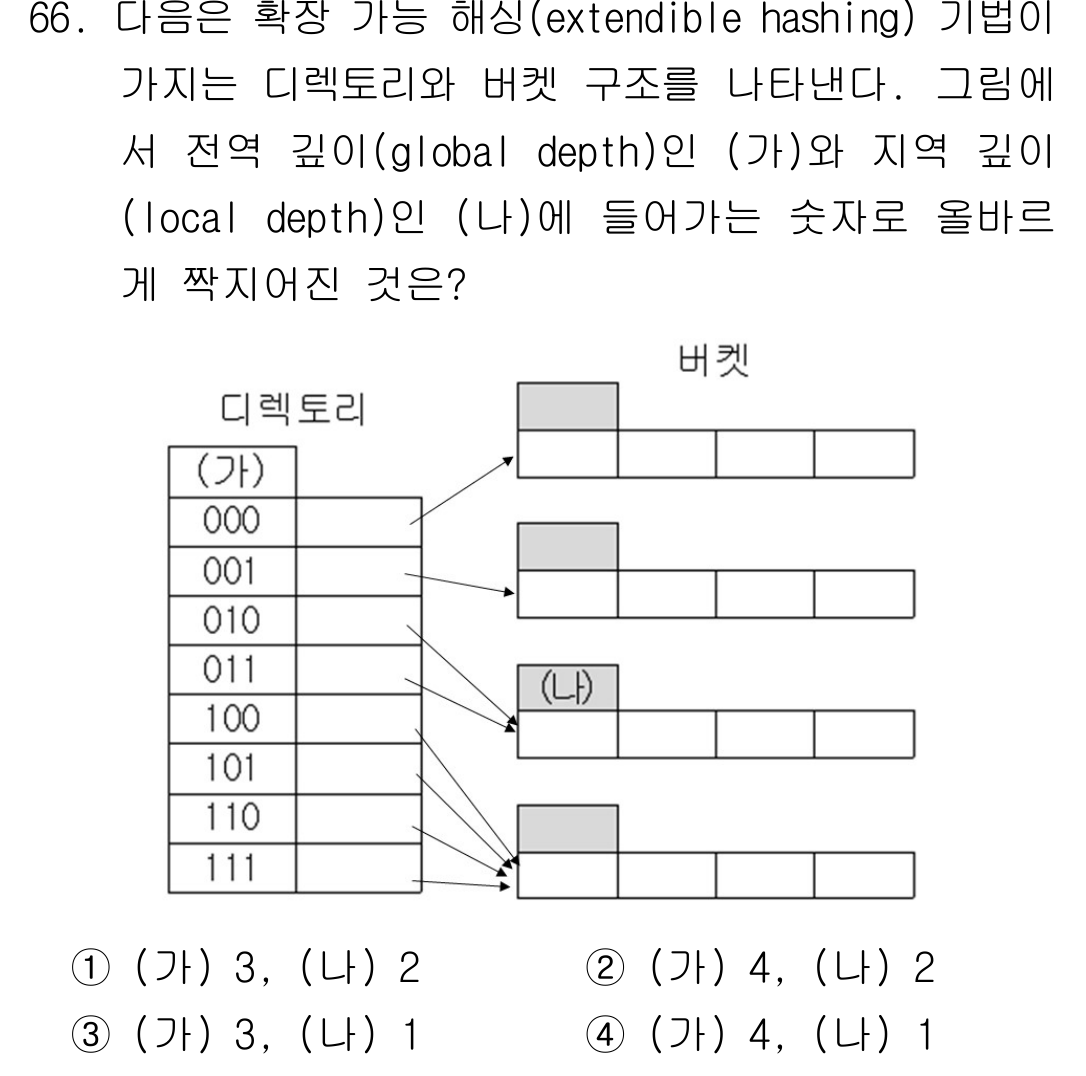 66. 다음은 확장 가능 해싱(extendible hashing) 기법이
가지는 디렉토리와 버켓 구조를 나타낸다. 그림에
서 전역 깊이(global depth)인 (가)와 지역 깊이
(local depth)인 (나)에 들어가는 숫자로 올바르
게 짝지어진 것은?
버켓
디렉토리
(가)
000
001
010
011
(나)
100
101
110
111
① (가) 3, (나) 2 ② (가) 4, (나) 2
③ (가) 3, (나) 1 ④ (가) 4, (나) 1